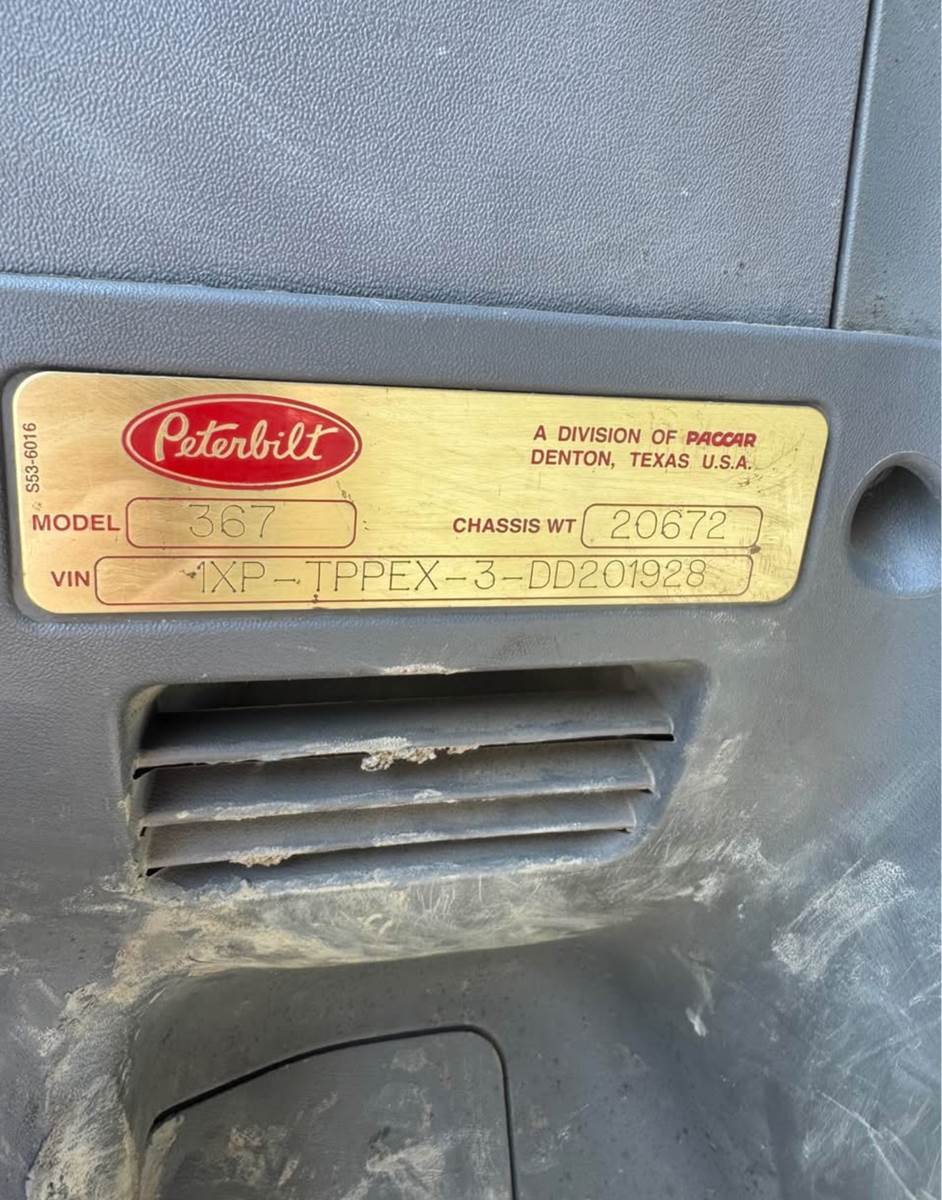 Peterbilt
A DIVISION OF PACCAR
DENTON, TEXAS U.S.A.
S53-6016
MODEL 367
CHASSIS WT 20672
VIN 1XP-TPPEX-3-DD201928